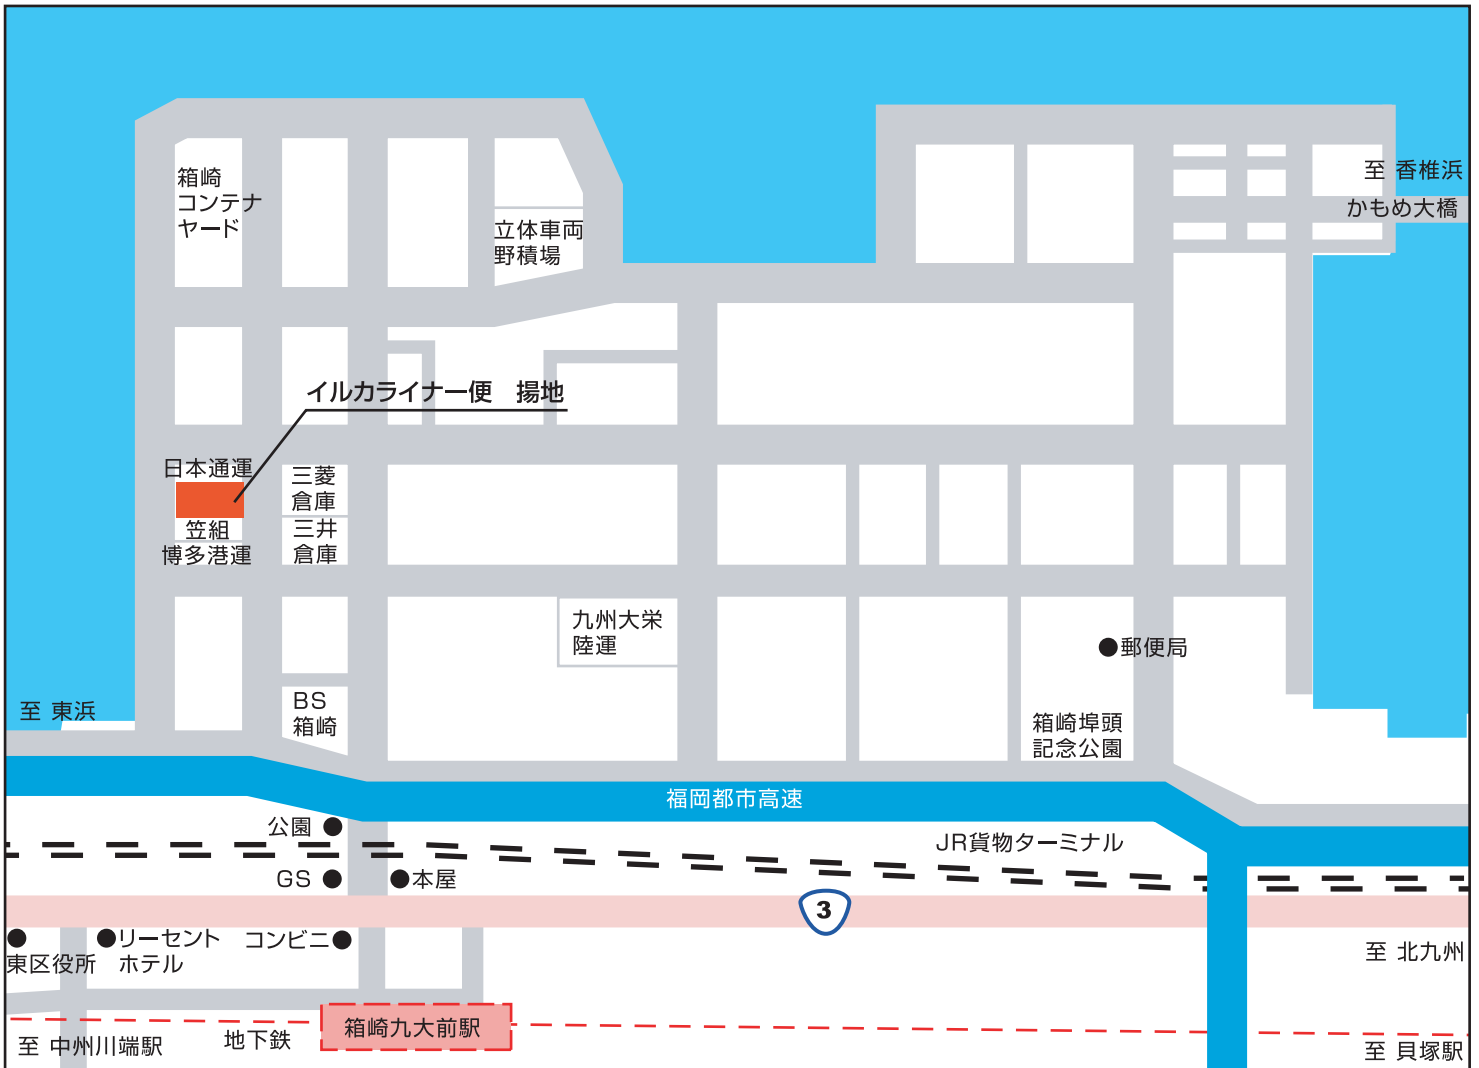 箱崎
コンテナ
ヤード
立体車両
野積場
至 香椎浜
かもめ大橋
イルカライナー便　揚地
日本通運
三菱
倉庫
笠組
博多港運
三井
倉庫
九州大栄
陸運
郵便局
BS
箱崎
箱崎埠頭
記念公園
至 東浜
福岡都市高速
公園
JR貨物ターミナル
GS
本屋
3
東区役所
リーセント
ホテル
コンビニ
至 北九州
箱崎九大前駅
至 中州川端駅
地下鉄
至 貝塚駅